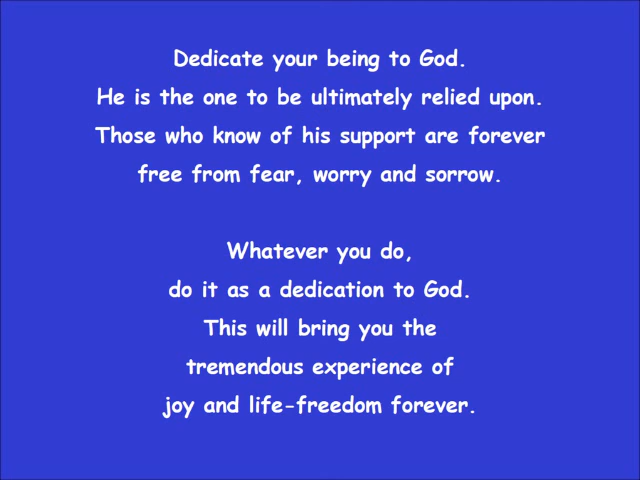 Dedicate your being to God.
He is the one to be ultimately relied upon.
Those who know of his support are forever
free from fear, worry and sorrow.
Whatever you do,
do it as a dedication to God.
This will bring you the
tremendous experience of
joy and life-freedom forever.